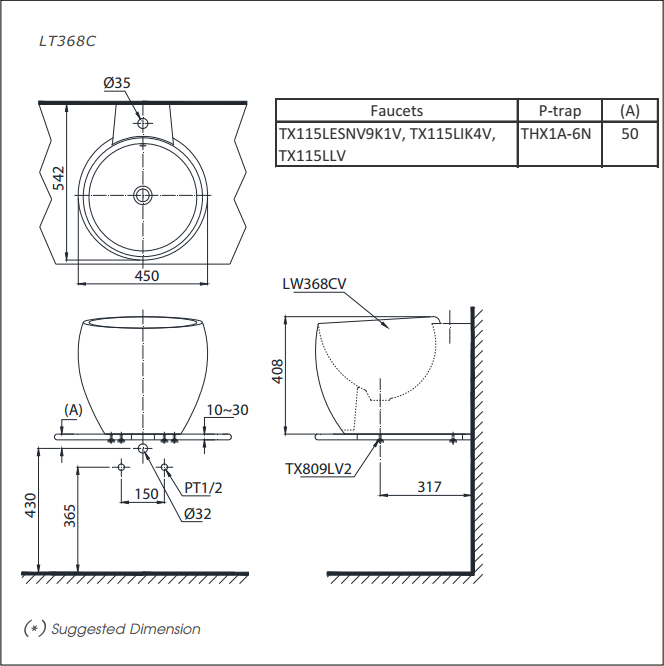 LT368C
Ø35
Faucets P-trap (A)
TX115LESNV9K1V, TX115LIK4V, THX1A-6N 50
TX115LLV
542
450
LW368CV
408
(A)
10~30
TX809LV2
PT1/2
150
317
430
365
Ø32
(*) Suggested Dimension